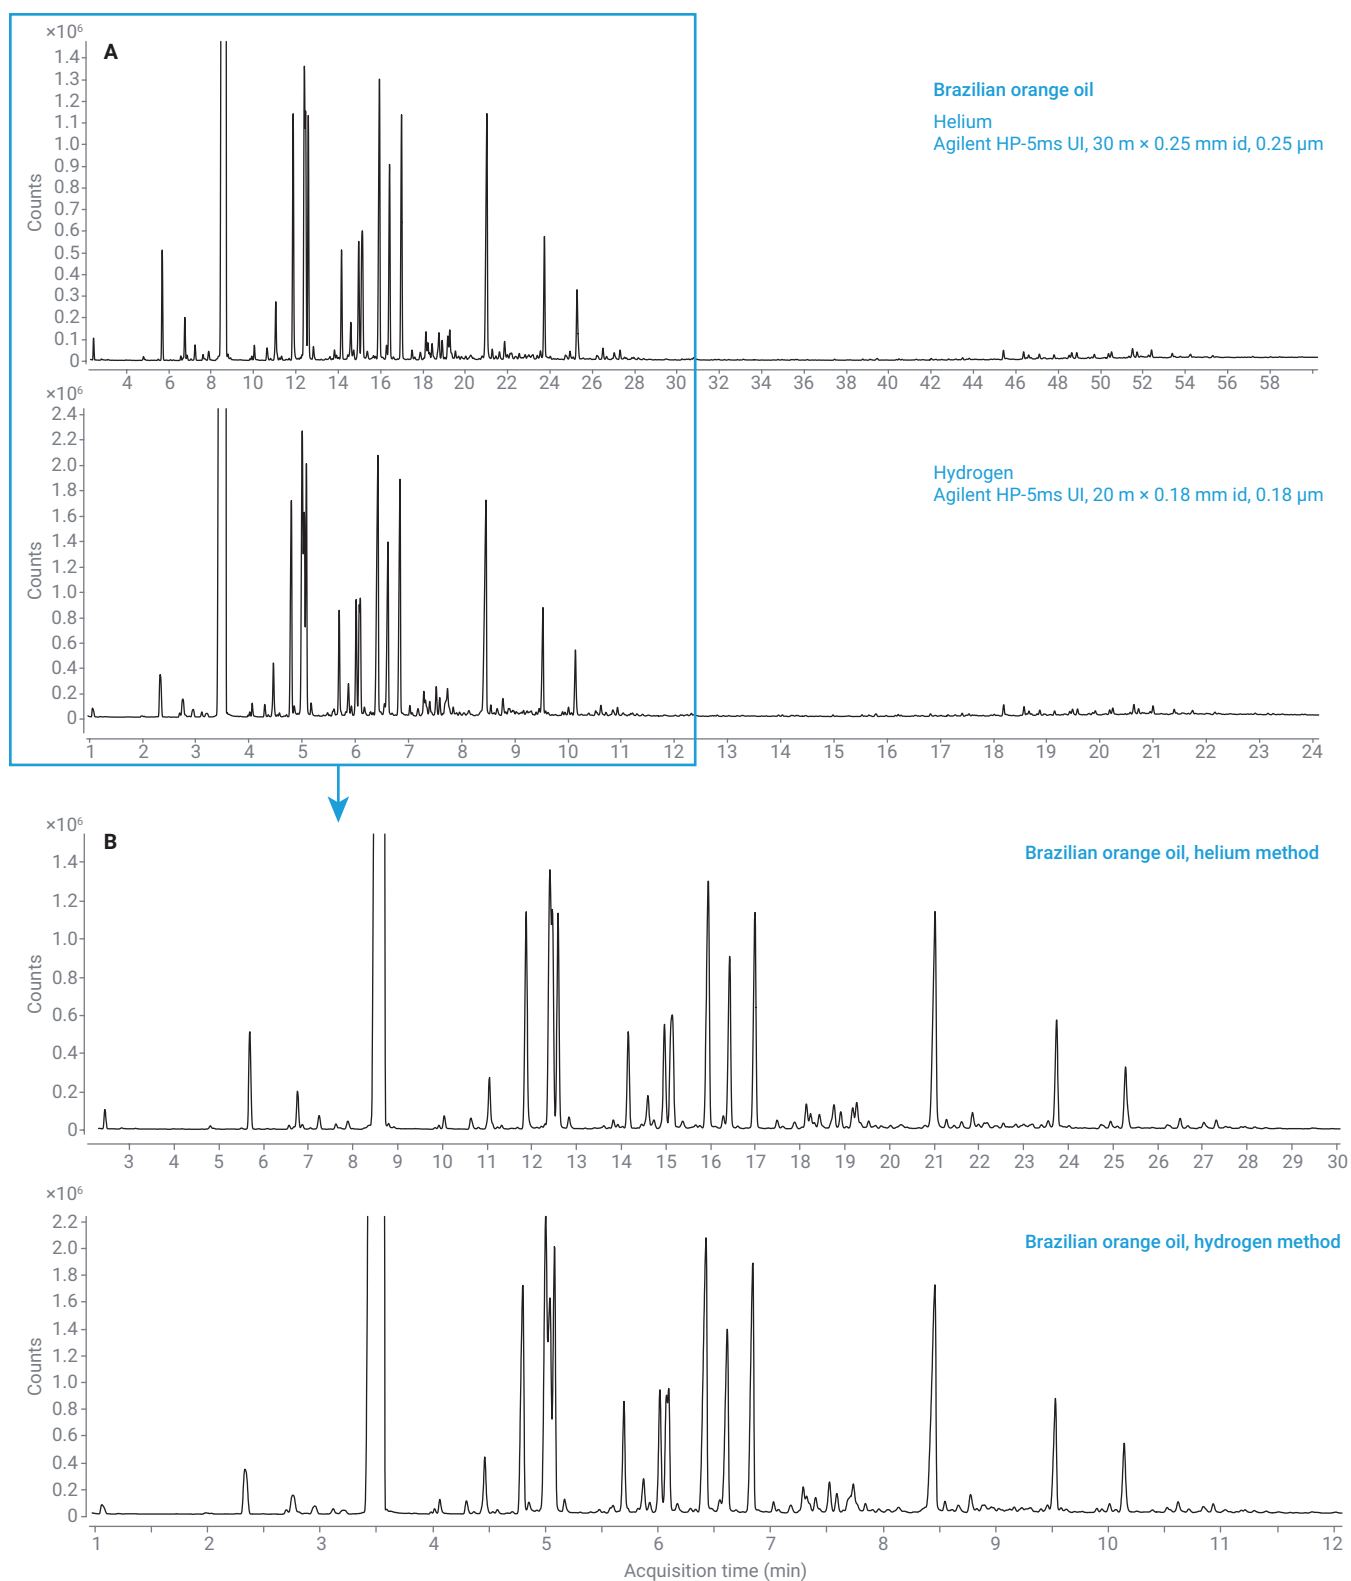 ×10⁶
A
1.4
1.3
1.2
1.1
1.0
0.9
0.8
0.7
0.6
0.5
0.4
0.3
0.2
0.1
0
Counts
Brazilian orange oil
Helium
Agilent HP-5ms UI, 30 m × 0.25 mm id, 0.25 µm
4 6 8 10 12 14 16 18 20 22 24 26 28 30 32 34 36 38 40 42 44 46 48 50 52 54 56 58
×10⁶
2.4
2.2
2.0
1.8
1.6
1.4
1.2
1.0
0.8
0.6
0.4
0.2
0
Counts
Hydrogen
Agilent HP-5ms UI, 20 m × 0.18 mm id, 0.18 µm
1 2 3 4 5 6 7 8 9 10 11 12 13 14 15 16 17 18 19 20 21 22 23 24
×10⁶
B
Brazilian orange oil, helium method
1.4
1.2
1.0
0.8
0.6
0.4
0.2
0
Counts
3 4 5 6 7 8 9 10 11 12 13 14 15 16 17 18 19 20 21 22 23 24 25 26 27 28 29 30
×10⁶
Brazilian orange oil, hydrogen method
2.2
2.0
1.8
1.6
1.4
1.2
1.0
0.8
0.6
0.4
0.2
0
Counts
1 2 3 4 5 6 7 8 9 10 11 12
Acquisition time (min)